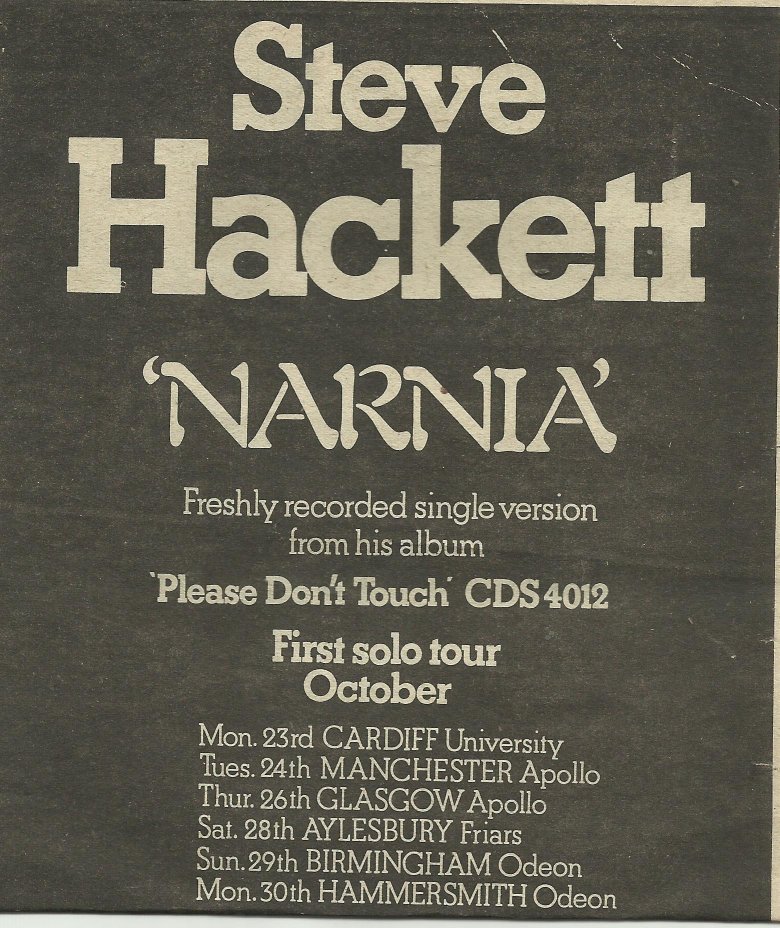 Steve
Hackett
'NARNIA'
Freshly recorded single version
from his album
'Please Don't Touch' CDS 4012
First solo tour
October
Mon. 23rd CARDIFF University
Tues. 24th MANCHESTER Apollo
Thur. 26th GLASGOW Apollo
Sat. 28th AYLESBURY Friars
Sun. 29th BIRMINGHAM Odeon
Mon. 30th HAMMERSMITH Odeon